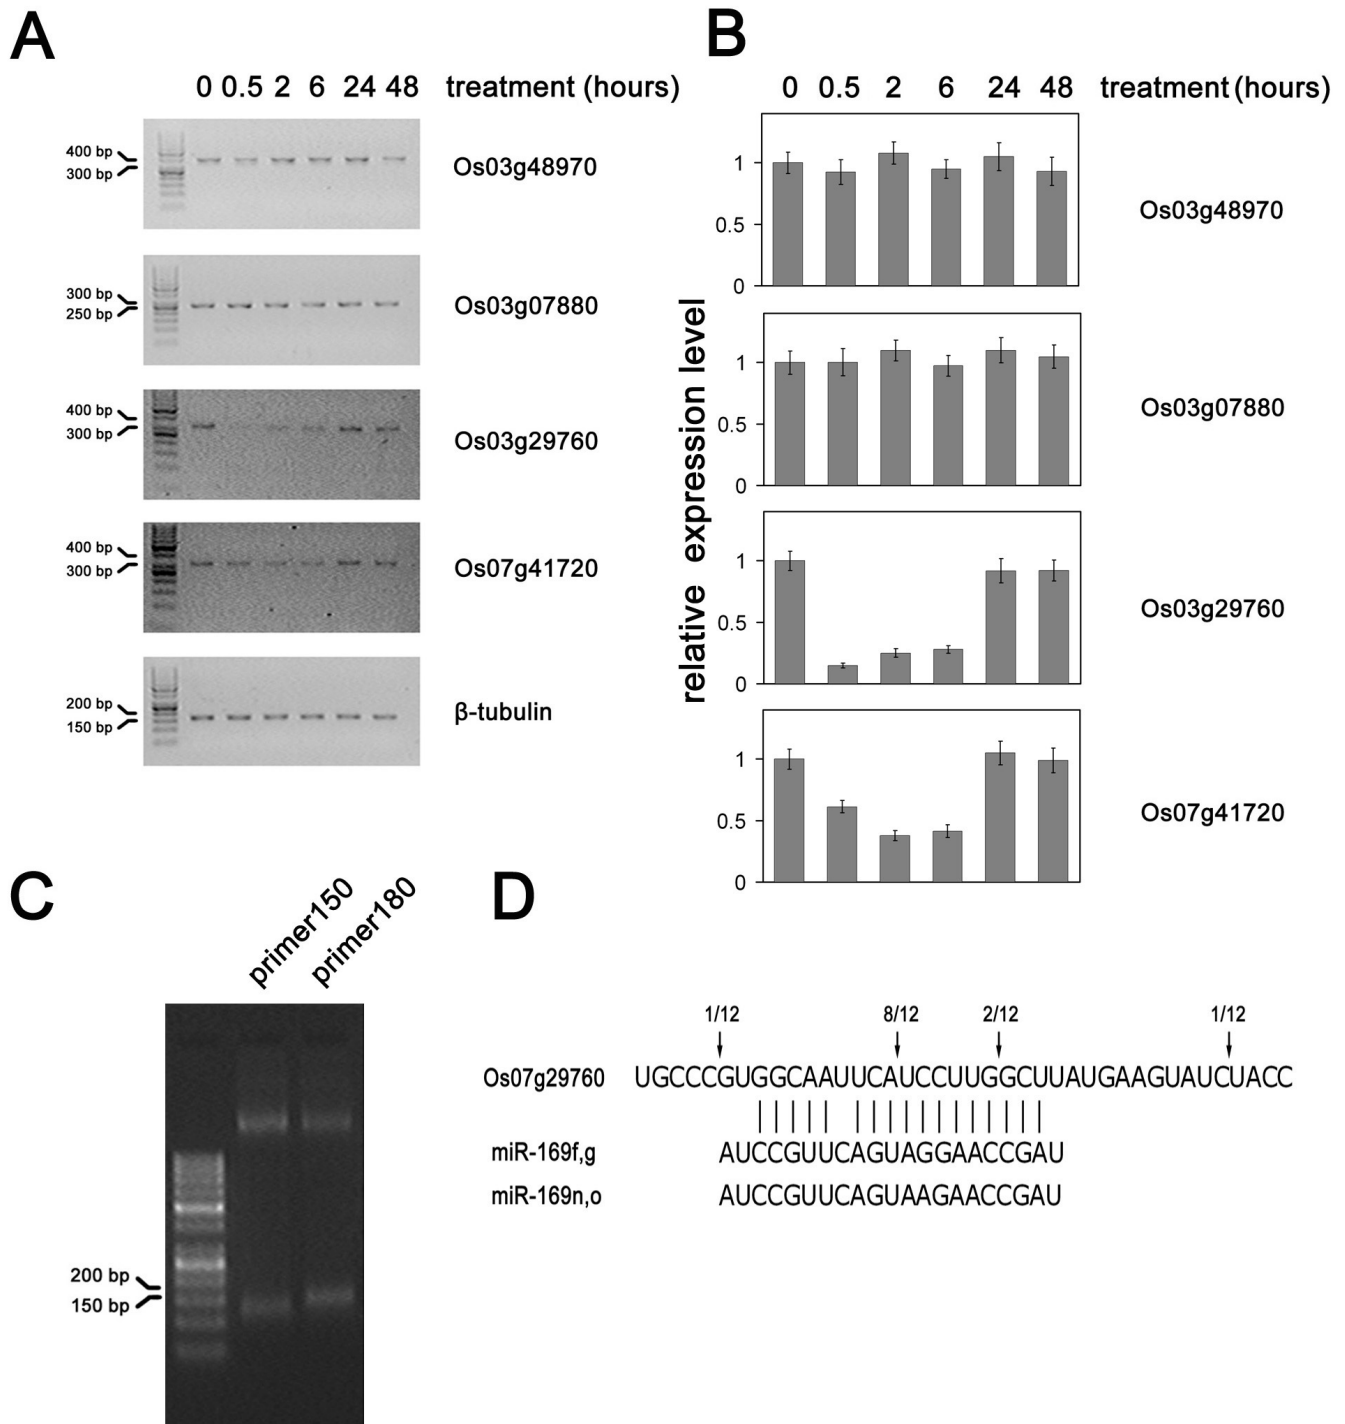 A
0 0.5 2 6 24 48 treatment (hours)
400 bp
300 bp
Os03g48970
300 bp
250 bp
Os03g07880
400 bp
300 bp
Os03g29760
400 bp
300 bp
Os07g41720
200 bp
150 bp
β-tubulin
B
0 0.5 2 6 24 48 treatment (hours)
relative expression level
1
0.5
0
Os03g48970
1
0.5
0
Os03g07880
1
0.5
0
Os03g29760
1
0.5
0
Os07g41720
C
primer150
primer180
200 bp
150 bp
D
1/12 8/12 2/12 1/12
Os07g29760 UGCCCGUGGCAAUUCAUCCUUGGCUUAUGAAGUAUCUACC
miR-169f,g AUCCGUUCAGUAGGAACCGAU
miR-169n,o AUCCGUUCAGUAAGAACCGAU